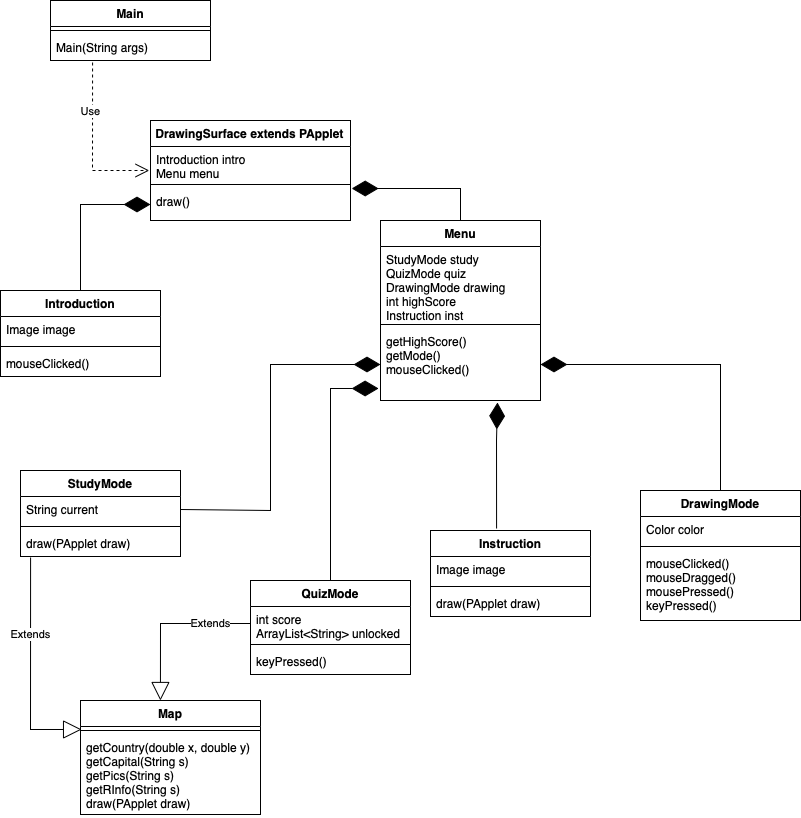 Main
Main(String args)
Use
DrawingSurface extends PApplet
Introduction intro
Menu menu
draw()
Menu
StudyMode study
QuizMode quiz
DrawingMode drawing
int highScore
Instruction inst
getHighScore()
getMode()
mouseClicked()
Introduction
Image image
mouseClicked()
StudyMode
String current
draw(PApplet draw)
DrawingMode
Color color
mouseClicked()
mouseDragged()
mousePressed()
keyPressed()
Instruction
Image image
draw(PApplet draw)
QuizMode
int score
ArrayList<String> unlocked
keyPressed()
Extends
Extends
Map
getCountry(double x, double y)
getCapital(String s)
getPics(String s)
getRInfo(String s)
draw(PApplet draw)